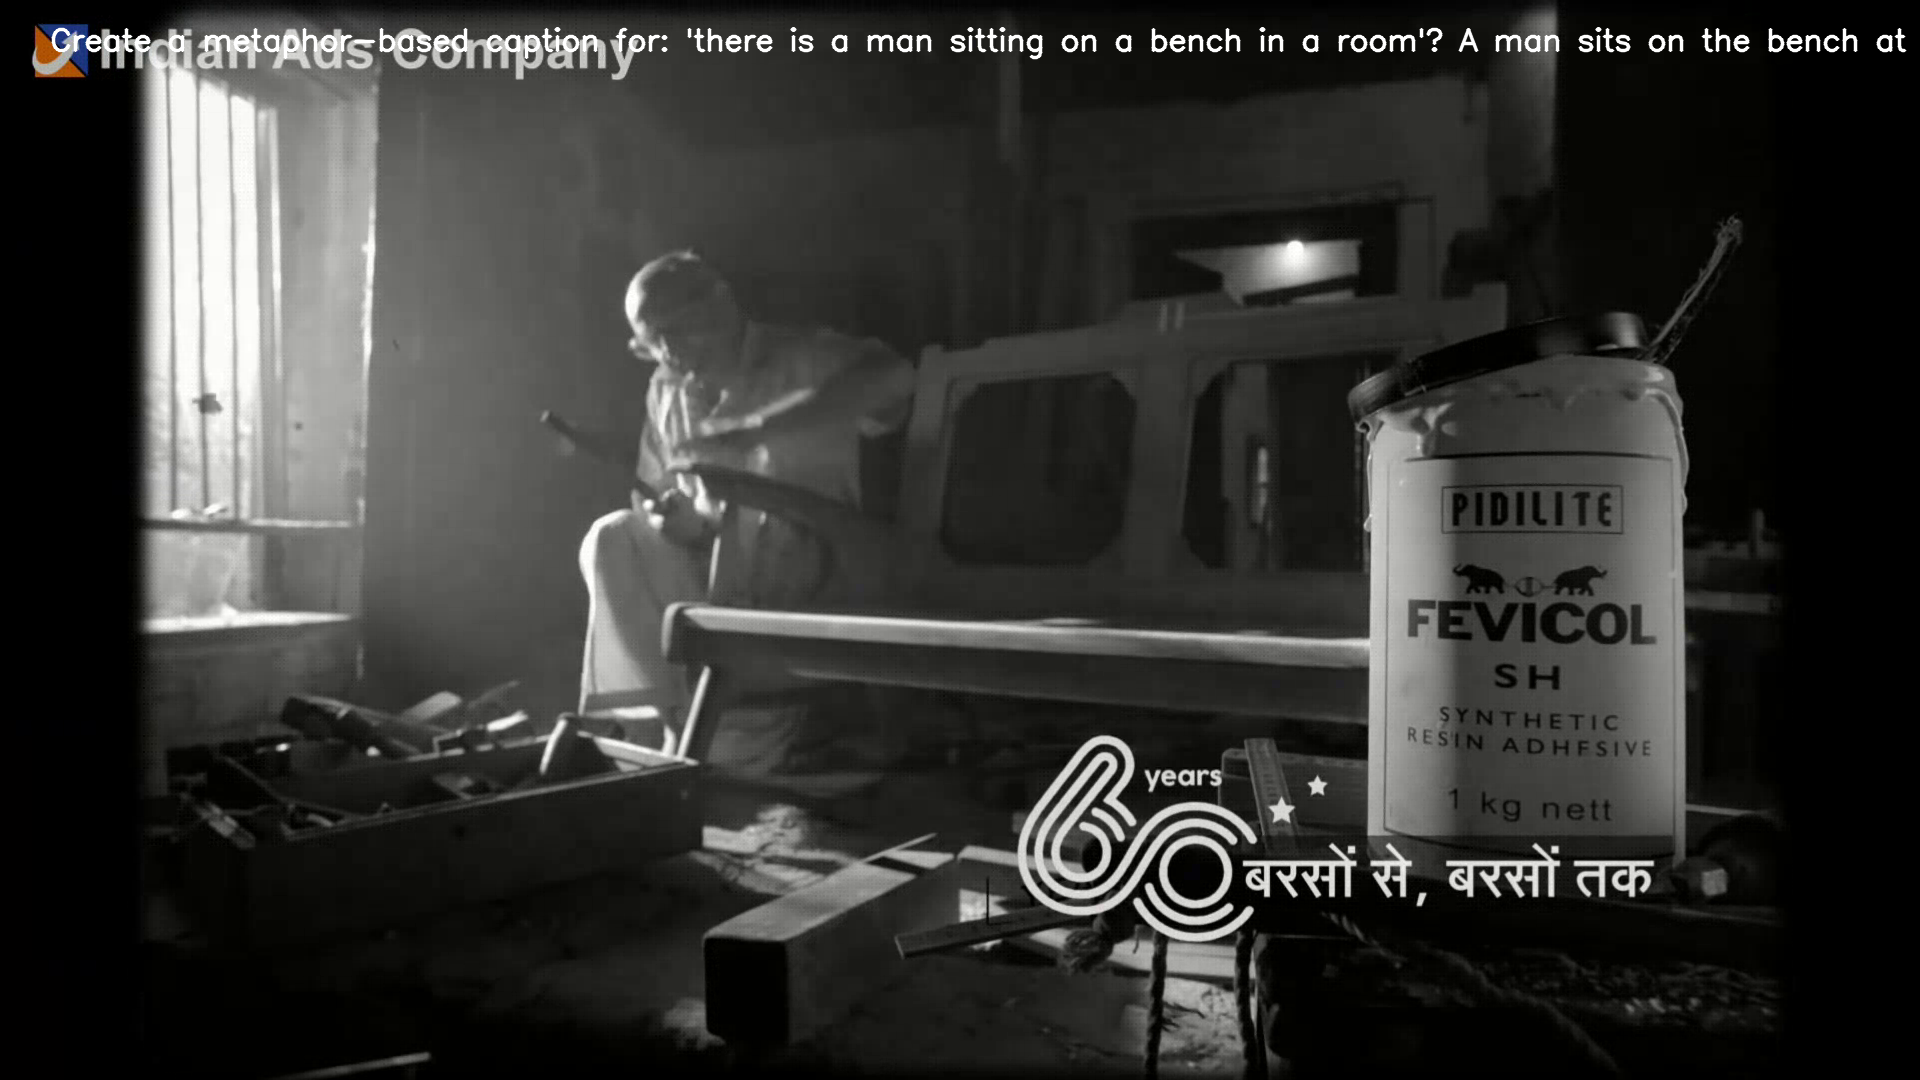 Create a metaphor-based caption for: 'there is a man sitting on a bench in a room'? A man sits on the bench at
Indian Ads Company
PIDILITE
FEVICOL
SH
SYNTHETIC
RESIN ADHESIVE
1 kg nett
60 years
बरसों से, बरसों तक